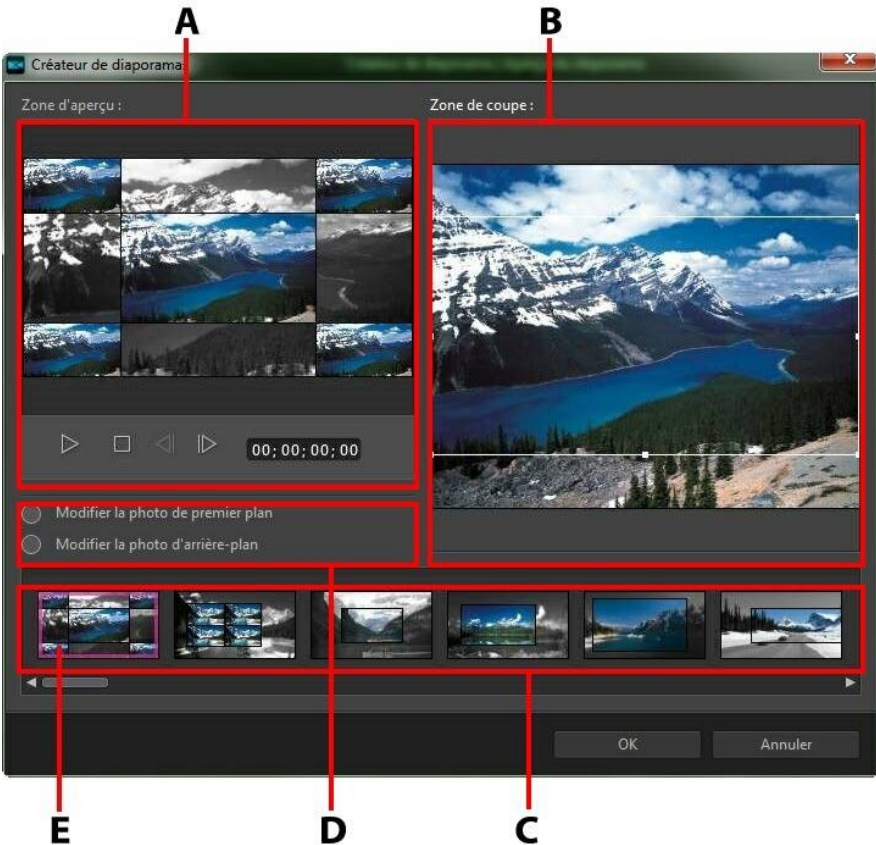 A
B
Créateur de diaporamas
x
Zone d'aperçu :
Zone de coupe :
00; 00; 00; 00
Modifier la photo de premier plan
Modifier la photo d'arrière-plan
OK
Annuler
E
D
C